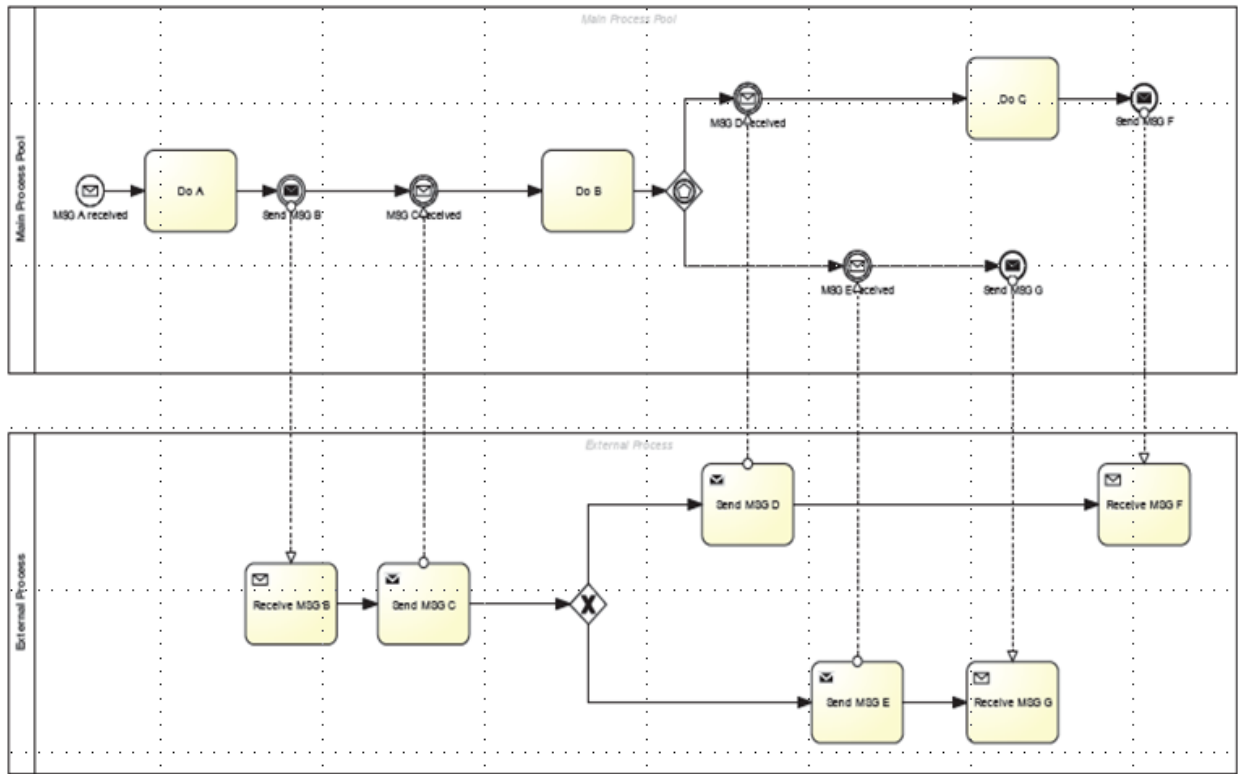 Main Process Pool
Main Process Pool
MSG D received
Do C
Send MSG F
MSG A received
Do A
Send MSG B
MSG C received
Do B
MSG E received
Send MSG G
External Process
External Process
Send MSG D
Receive MSG F
Receive MSG B
Send MSG C
Send MSG E
Receive MSG G